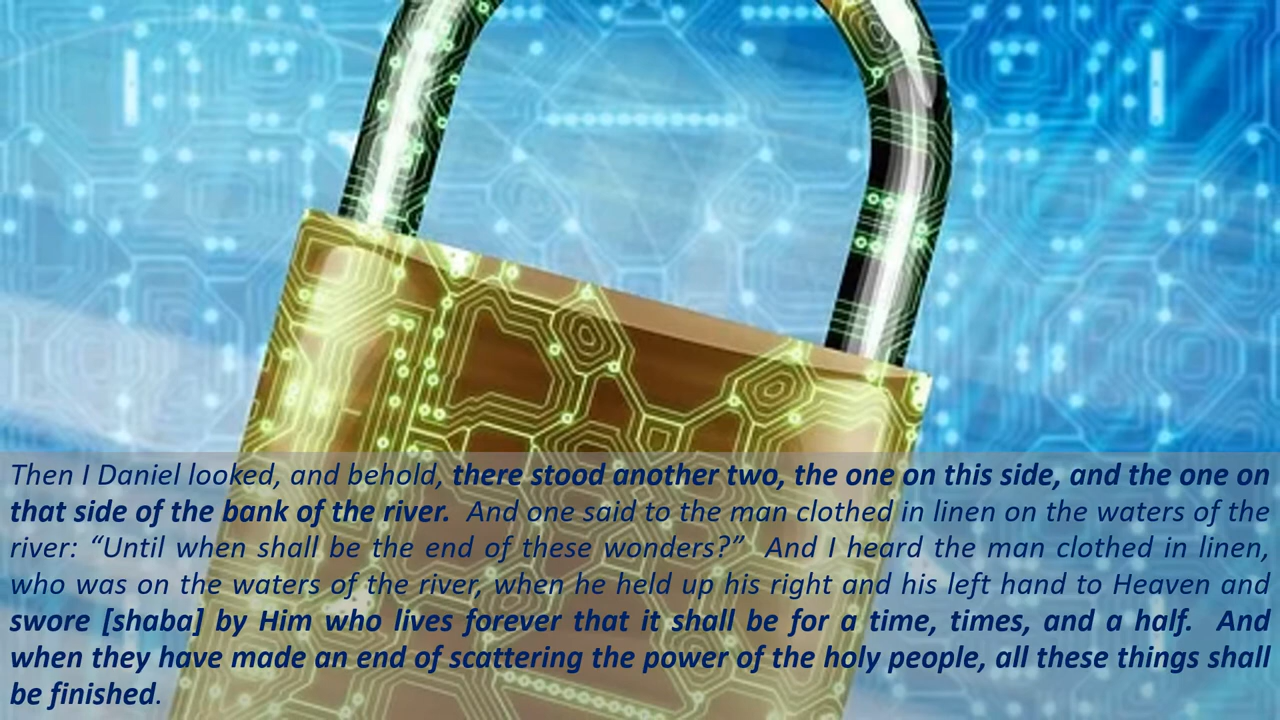 Then I Daniel looked, and behold, there stood another two, the one on this side, and the one on
that side of the bank of the river.  And one said to the man clothed in linen on the waters of the
river: “Until when shall be the end of these wonders?”  And I heard the man clothed in linen,
who was on the waters of the river, when he held up his right and his left hand to Heaven and
swore [shaba] by Him who lives forever that it shall be for a time, times, and a half.  And
when they have made an end of scattering the power of the holy people, all these things shall
be finished.